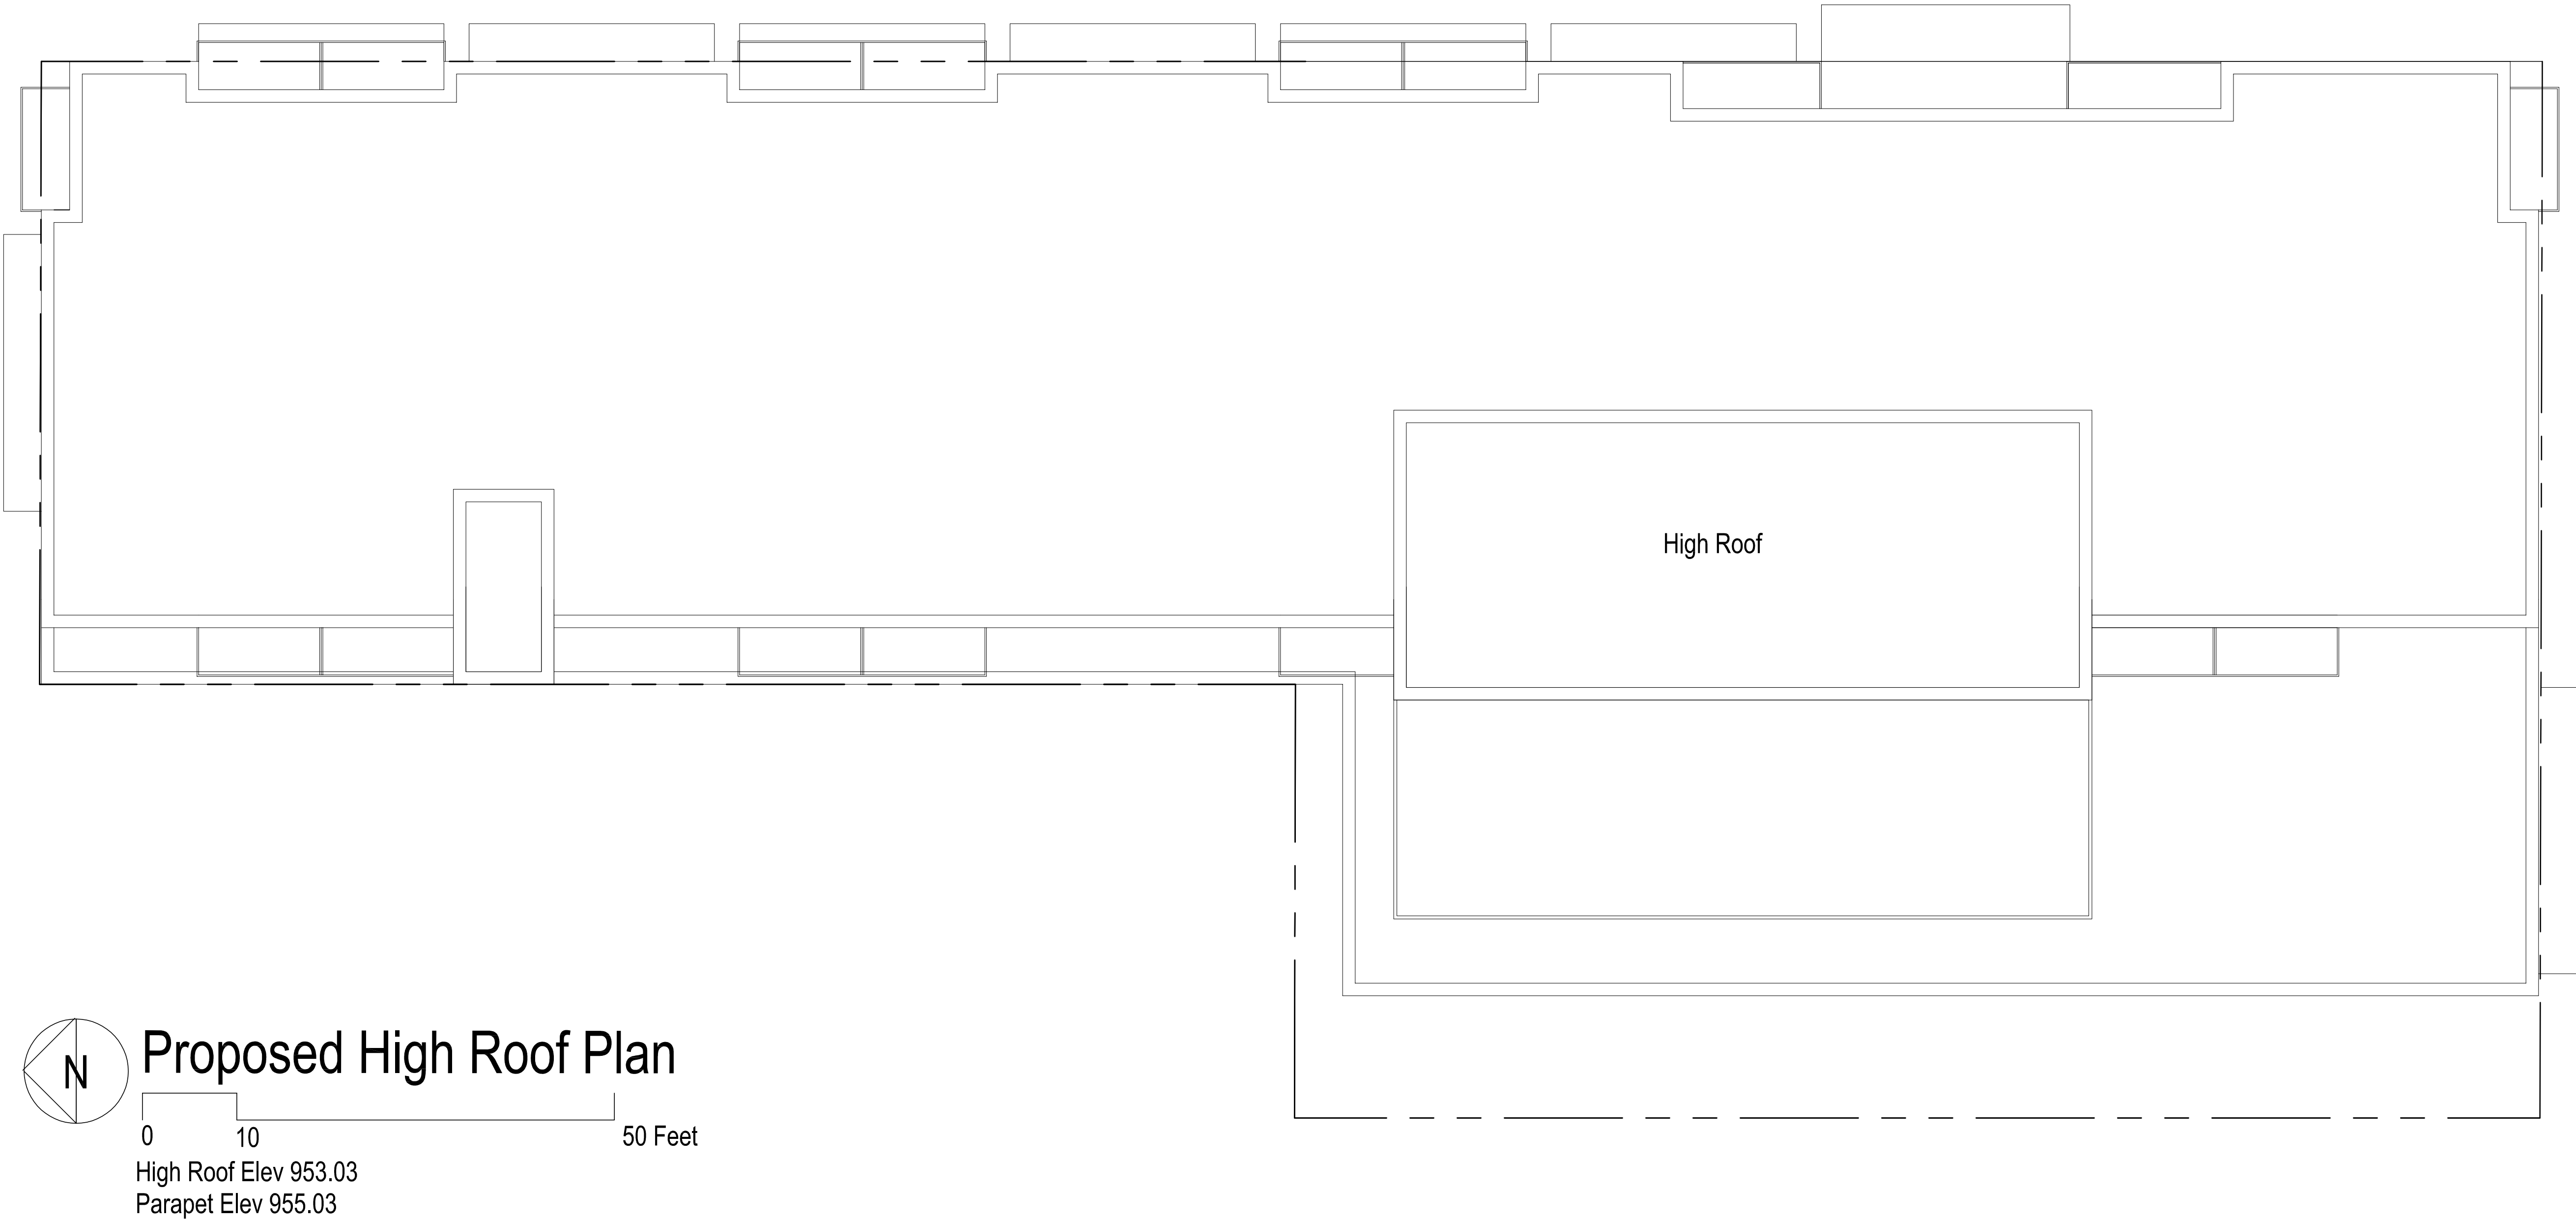 High Roof
N
Proposed High Roof Plan
0 10 50 Feet
High Roof Elev 953.03
Parapet Elev 955.03